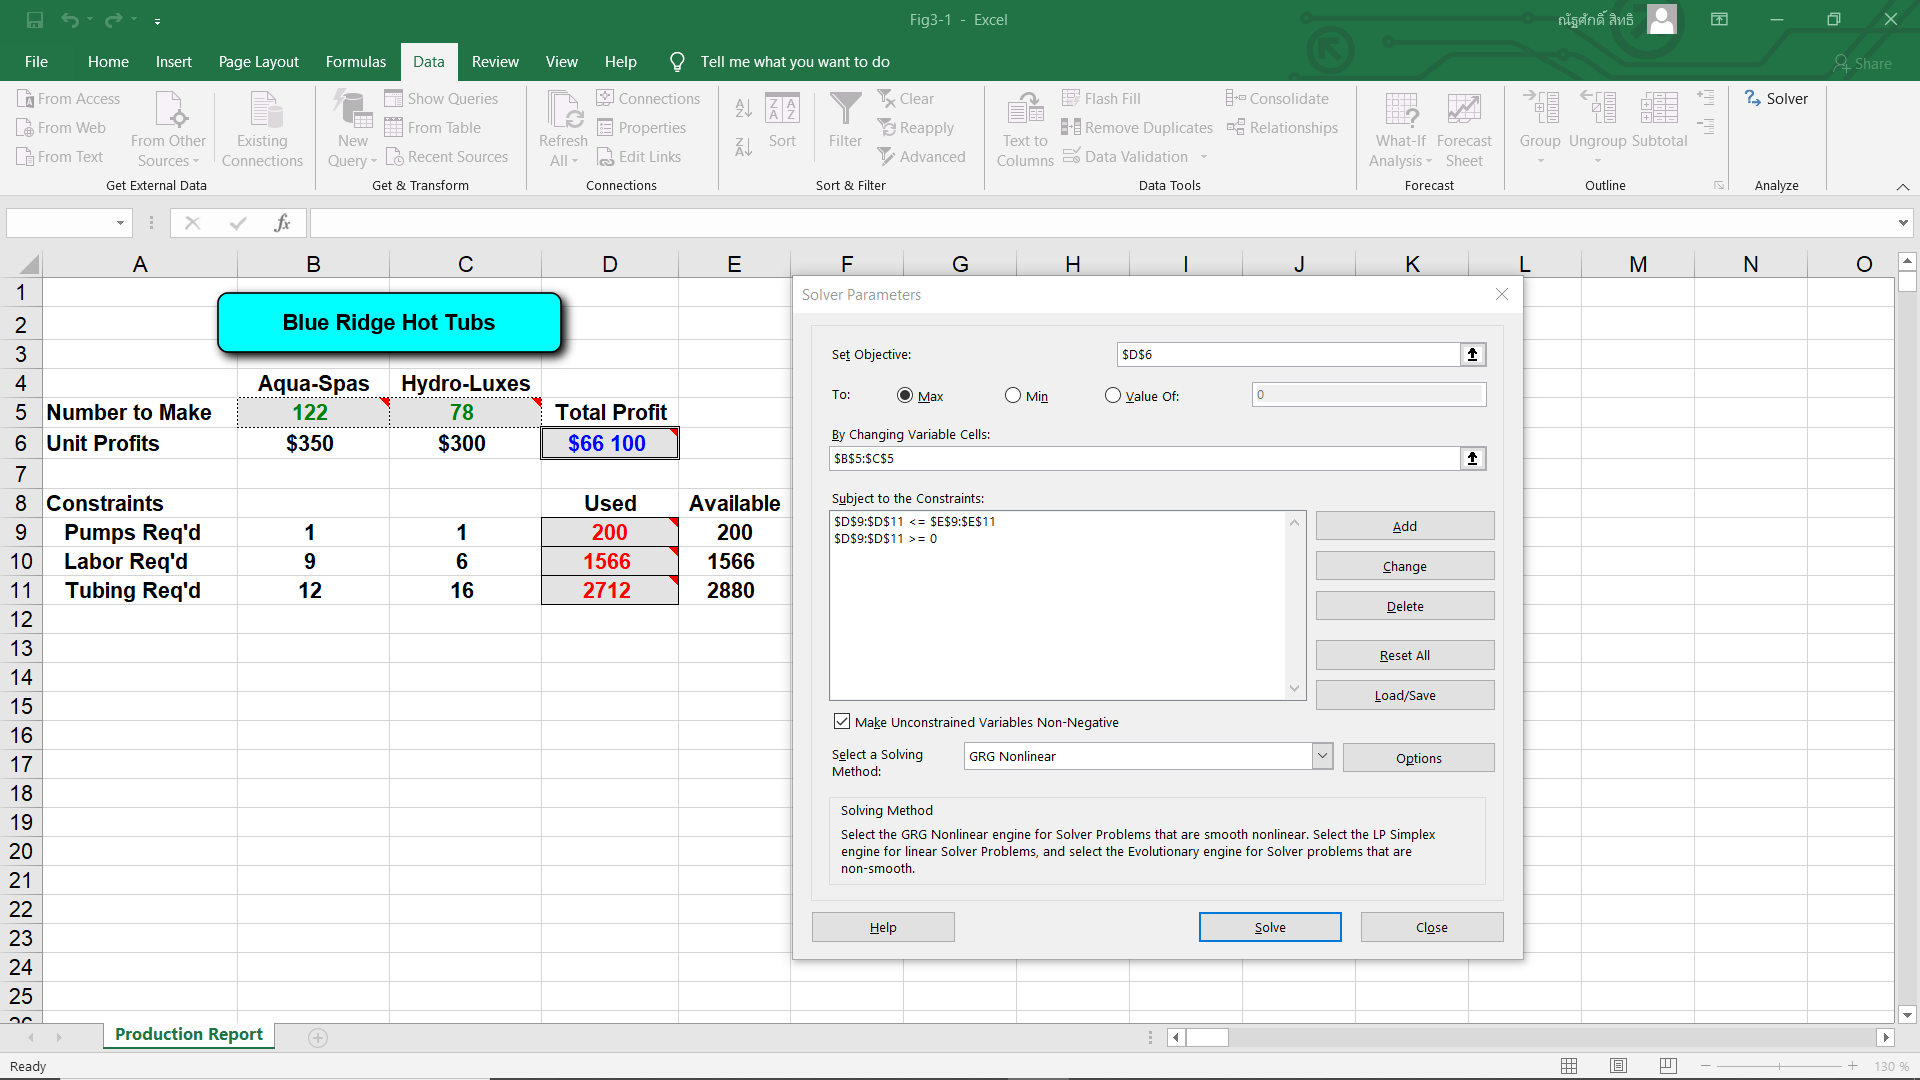 Fig3-1 - Excel
ณัฐศักดิ์ สิทธิ
File Home Insert Page Layout Formulas Data Review View Help Tell me what you want to do Share
From Access
From Web
From Text
From Other Sources
Existing Connections
Get External Data
New Query
Show Queries
From Table
Recent Sources
Get & Transform
Refresh All
Connections
Properties
Edit Links
Connections
Sort
Filter
Clear
Reapply
Advanced
Sort & Filter
Text to Columns
Flash Fill
Remove Duplicates
Data Validation
Consolidate
Relationships
Data Tools
What-If Analysis
Forecast Sheet
Forecast
Group
Ungroup
Subtotal
Outline
Solver
Analyze
fx
A B C D E F G H I J K L M N O
1
2 Blue Ridge Hot Tubs
3
4 Aqua-Spas Hydro-Luxes
5 Number to Make 122 78 Total Profit
6 Unit Profits $350 $300 $66 100
7
8 Constraints Used Available
9 Pumps Req'd 1 1 200 200
10 Labor Req'd 9 6 1566 1566
11 Tubing Req'd 12 16 2712 2880
12
13
14
15
16
17
18
19
20
21
22
23
24
25
26
Solver Parameters
Set Objective: $D$6
To: Max Min Value Of: 0
By Changing Variable Cells:
$B$5:$C$5
Subject to the Constraints:
$D$9:$D$11 <= $E$9:$E$11
$D$9:$D$11 >= 0
Add
Change
Delete
Reset All
Load/Save
Make Unconstrained Variables Non-Negative
Select a Solving Method: GRG Nonlinear Options
Solving Method
Select the GRG Nonlinear engine for Solver Problems that are smooth nonlinear. Select the LP Simplex
engine for linear Solver Problems, and select the Evolutionary engine for Solver problems that are
non-smooth.
Help Solve Close
Production Report
Ready
130 %